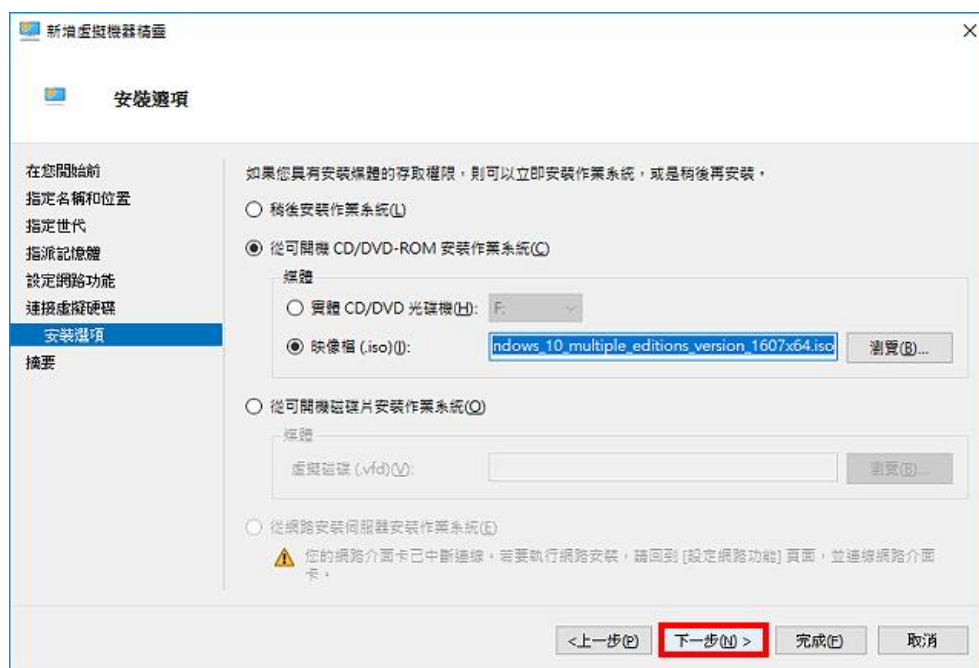 新增虛擬機器精靈
安裝選項
在您開始前
指定名稱和位置
指定世代
指派記憶體
設定網路功能
連接虛擬硬碟
安裝選項
摘要
如果您具有安裝媒體的存取權限，則可以立即安裝作業系統，或是稍後再安裝。
稍後安裝作業系統(L)
從可開機 CD/DVD-ROM 安裝作業系統(C)
媒體
實體 CD/DVD 光碟機(H): F:
映像檔 (.iso)(I): ndows_10_multiple_editions_version_1607x64.iso 瀏覽(B)...
從可開機磁碟片安裝作業系統(O)
媒體
虛擬磁碟 (.vfd)(V): 瀏覽(B)...
從網路安裝伺服器安裝作業系統(E)
您的網路介面卡已中斷連線。若要執行網路安裝，請回到 [設定網路功能] 頁面，並連線網路介面
卡。
<上一步(P) 下一步(N) > 完成(F) 取消